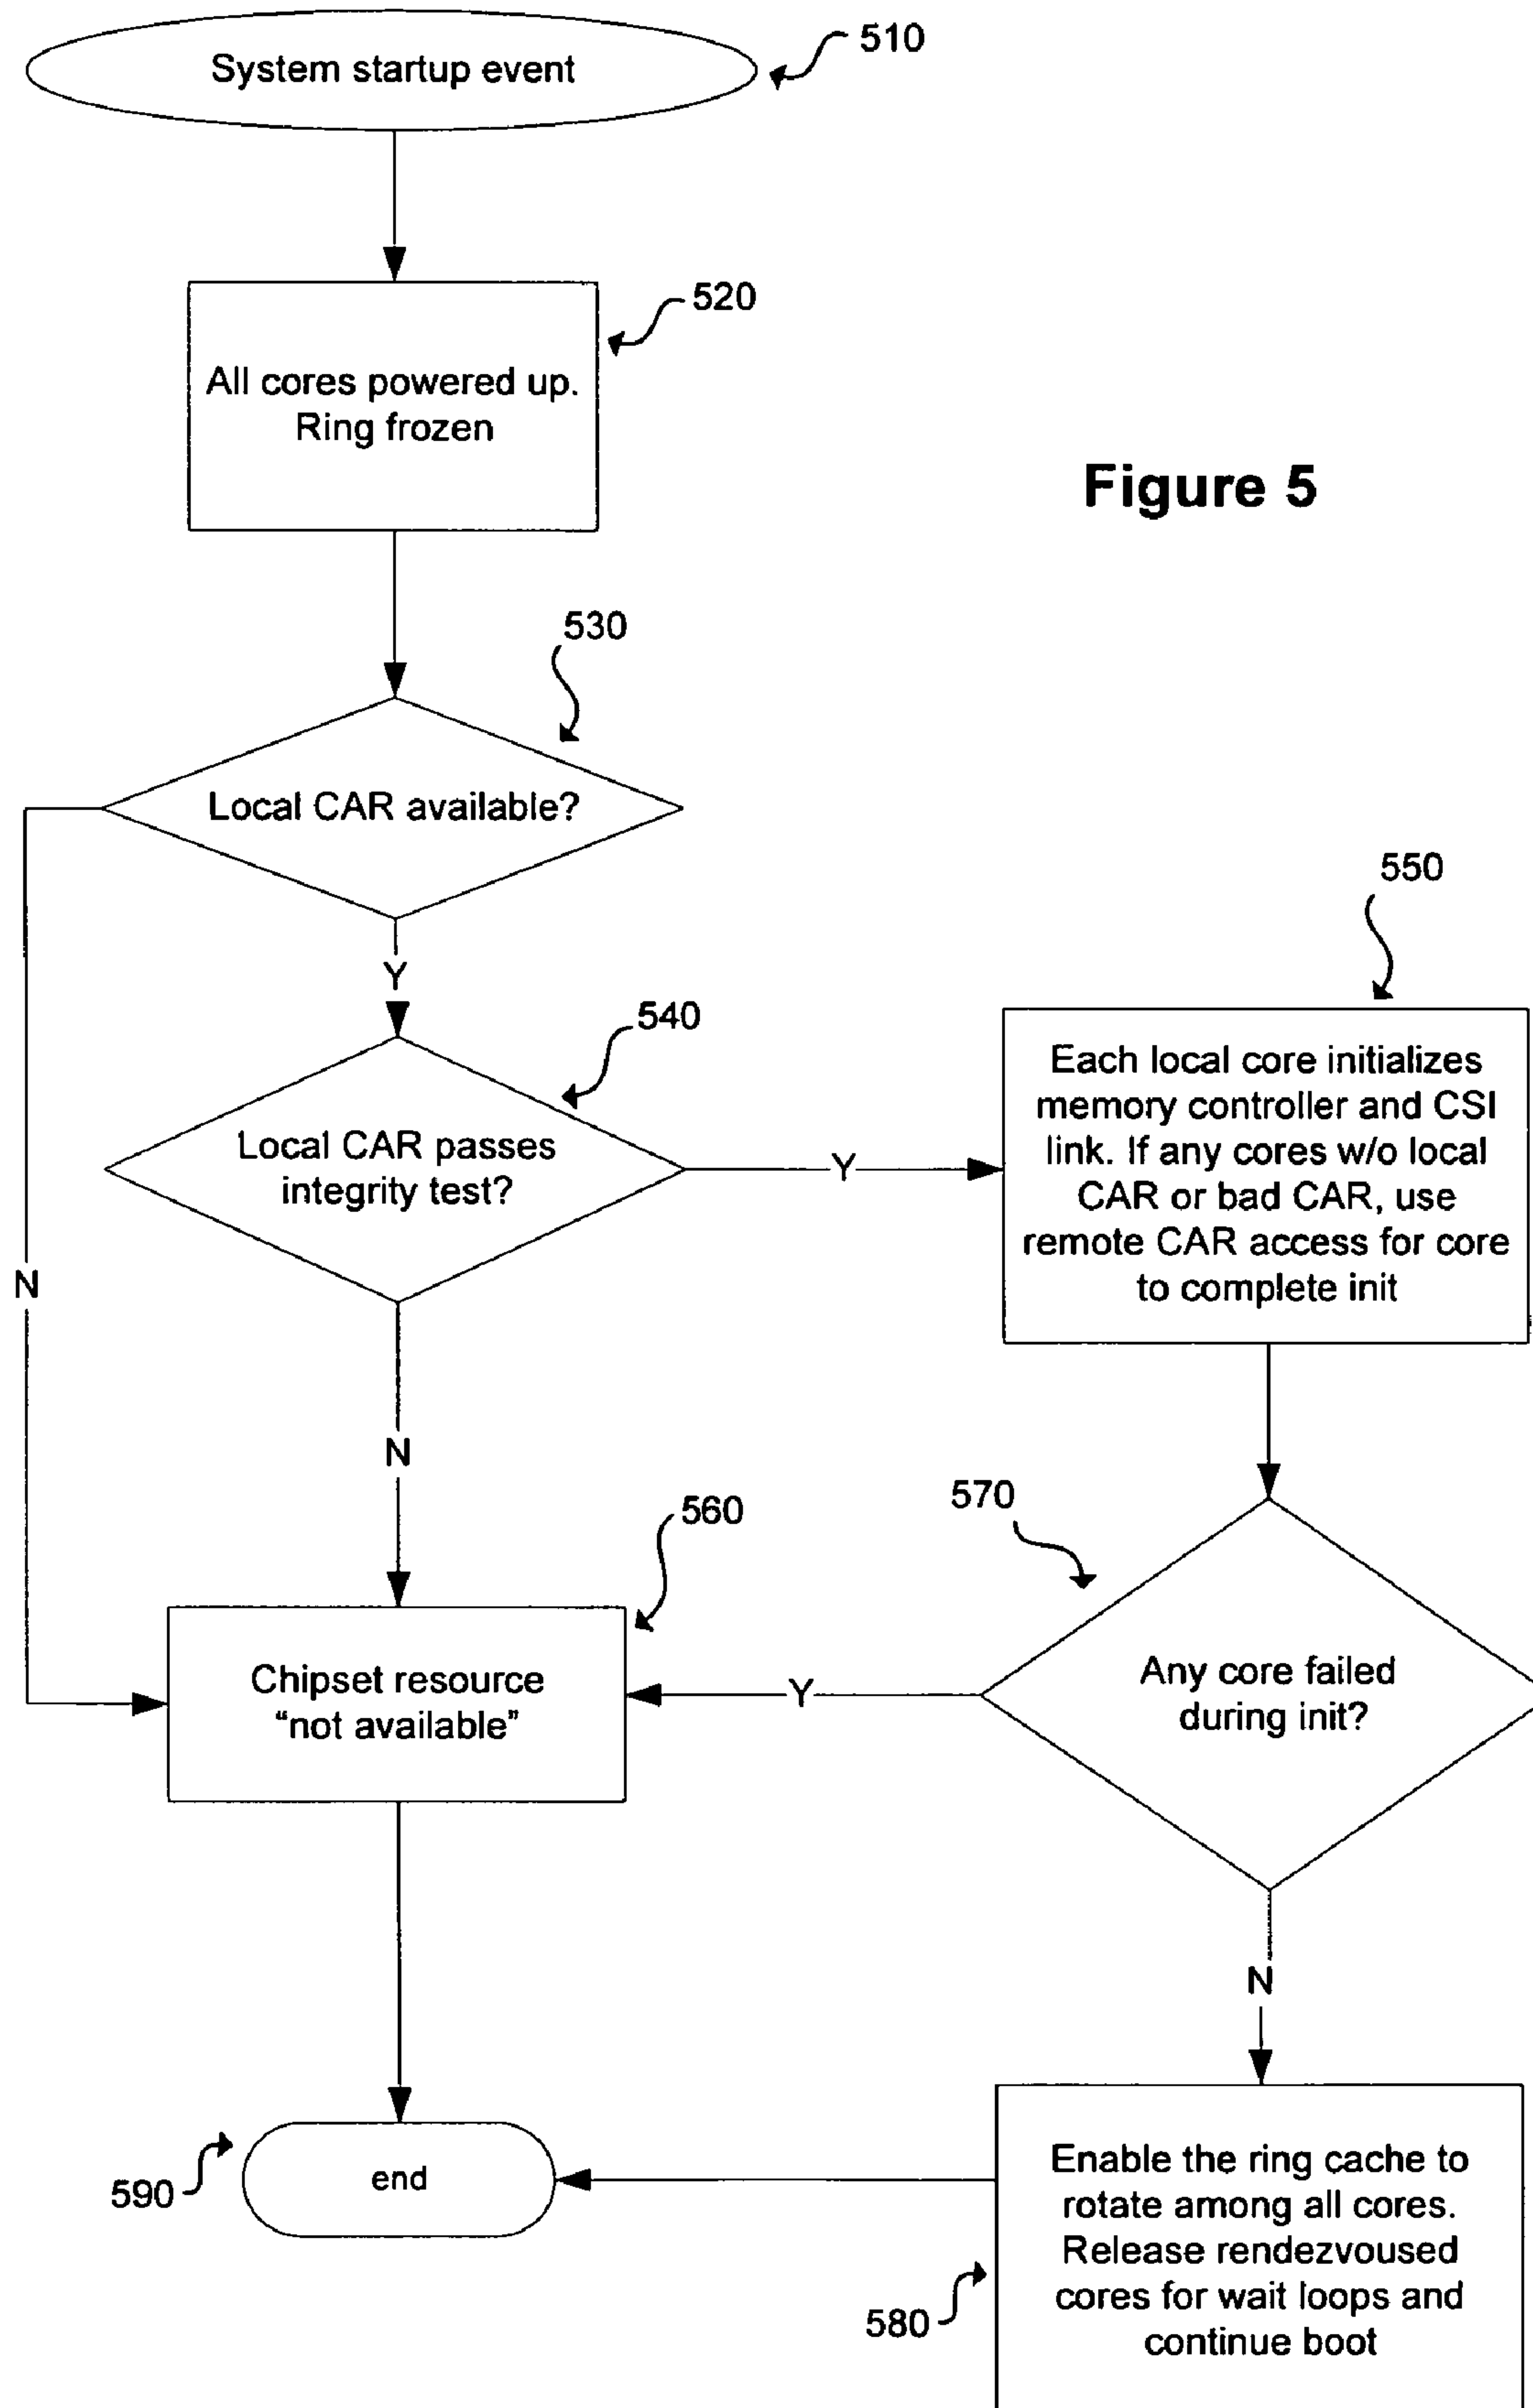 System startup event
510
All cores powered up.
Ring frozen
520
Figure 5
530
Local CAR available?
Y
N
540
Local CAR passes
integrity test?
Y
N
550
Each local core initializes
memory controller and CSI
link. If any cores w/o local
CAR or bad CAR, use
remote CAR access for core
to complete init
560
Chipset resource
“not available”
570
Any core failed
during init?
Y
N
590
end
580
Enable the ring cache to
rotate among all cores.
Release rendezvoused
cores for wait loops and
continue boot